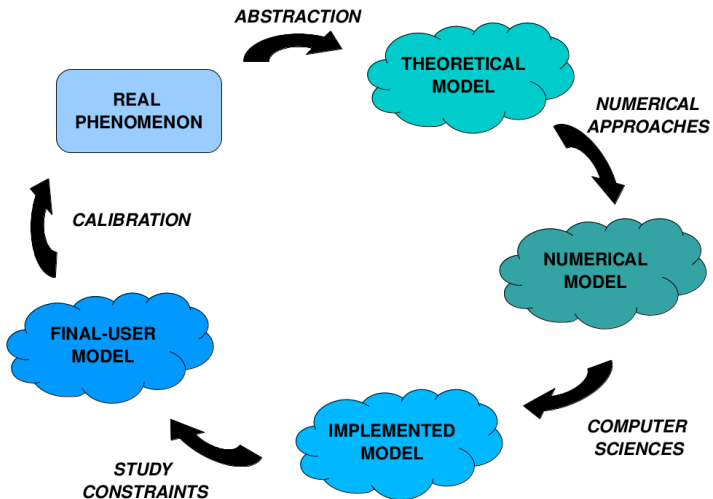 ABSTRACTION
THEORETICAL
MODEL
REAL
PHENOMENON
NUMERICAL
APPROACHES
CALIBRATION
NUMERICAL
MODEL
FINAL-USER
MODEL
IMPLEMENTED
MODEL
COMPUTER
SCIENCES
STUDY
CONSTRAINTS